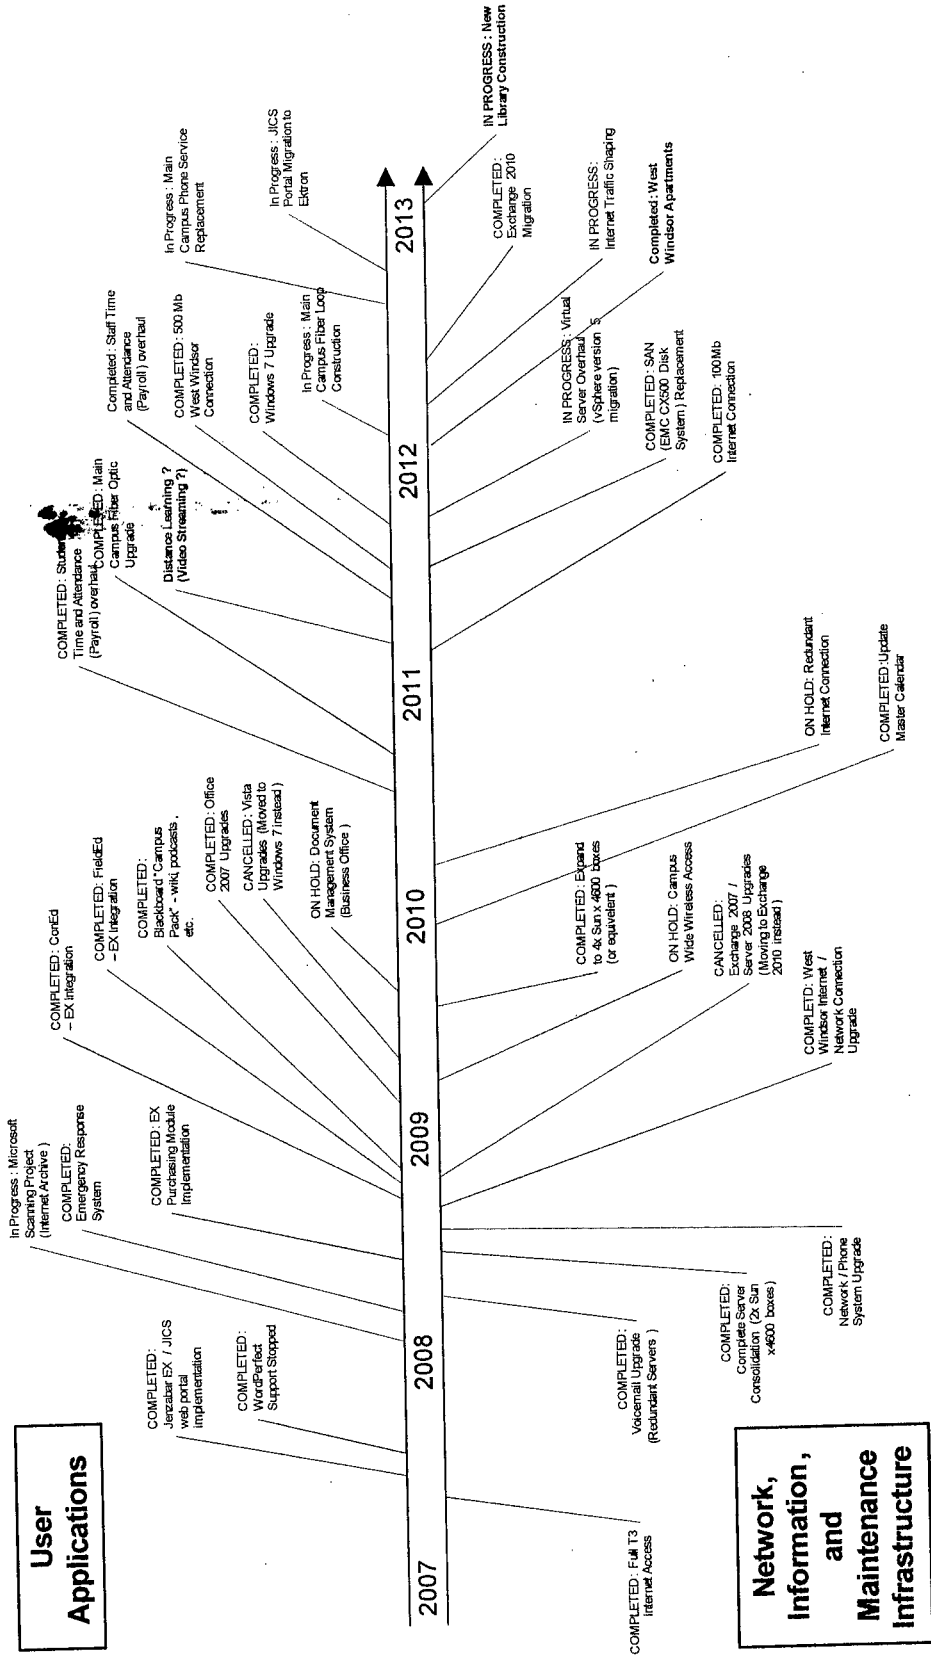 User
Applications
In Progress : Microsoft
Scanning Project
(Internet Archive )
COMPLETED:
Emergency Response
System
COMPLETED:
Jenzabar EX / JICS
web portal
implementation
COMPLETED:
WordPerfect
Support Stopped
COMPLETED: EX
Purchasing Module
Implementation
COMPLETED: ConEd
– EX Integration
COMPLETED: FieldEd
– EX Integration
COMPLETED:
Blackboard "Campus
Pack" - wiki, podcasts ,
etc.
COMPLETED: Office
2007 Upgrades
CANCELLED: Vista
Upgrades (Moved to
Windows 7 instead )
ON HOLD: Document
Management System
(Business Office )
COMPLETED: Student
Time and Attendance
(Payroll ) overhaul
COMPLETED: Main
Campus Fiber Optic
Upgrade
Distance Learning ?
(Video Streaming ?)
Completed : Staff Time
and Attendance
(Payroll ) overhaul
COMPLETED: 500 Mb
West Windsor
Connection
COMPLETED:
Windows 7 Upgrade
In Progress : Main
Campus Fiber Loop
Construction
In Progress : Main
Campus Phone Service
Replacement
In Progress : JICS
Portal Migration to
Ektron
2007
2008
2009
2010
2011
2012
2013
COMPLETED: Full T3
Internet Access
COMPLETED:
Voicemail Upgrade
(Redundant Servers )
COMPLETED:
Complete Server
Consolidation (2x Sun
x4600 boxes)
COMPLETED:
Network / Phone
System Upgrade
COMPLETED: Expand
to 4x Sun x 4600 boxes
(or equivelent )
ON HOLD: Campus
Wide Wireless Access
CANCELLED:
Exchange 2007 /
Server 2008 Upgrades
(Moving to Exchange
2010 instead )
COMPLETD: West
Windsor Internet /
Network Connection
Upgrade
ON HOLD: Redundant
Internet Connection
COMPLETED:Update
Master Calendar
IN PROGRESS : Virtual
Server Overhaul
(vSphere version 5
migration)
COMPLETED: SAN
(EMC CX500 Disk
System ) Replacement
COMPLETED: 100Mb
Internet Connection
COMPLETED:
Exchange 2010
Migration
IN PROGRESS:
Internet Traffic Shaping
Completed: West
Windsor Apartments
IN PROGRESS : New
Library Construction
Network,
Information,
and
Maintenance
Infrastructure